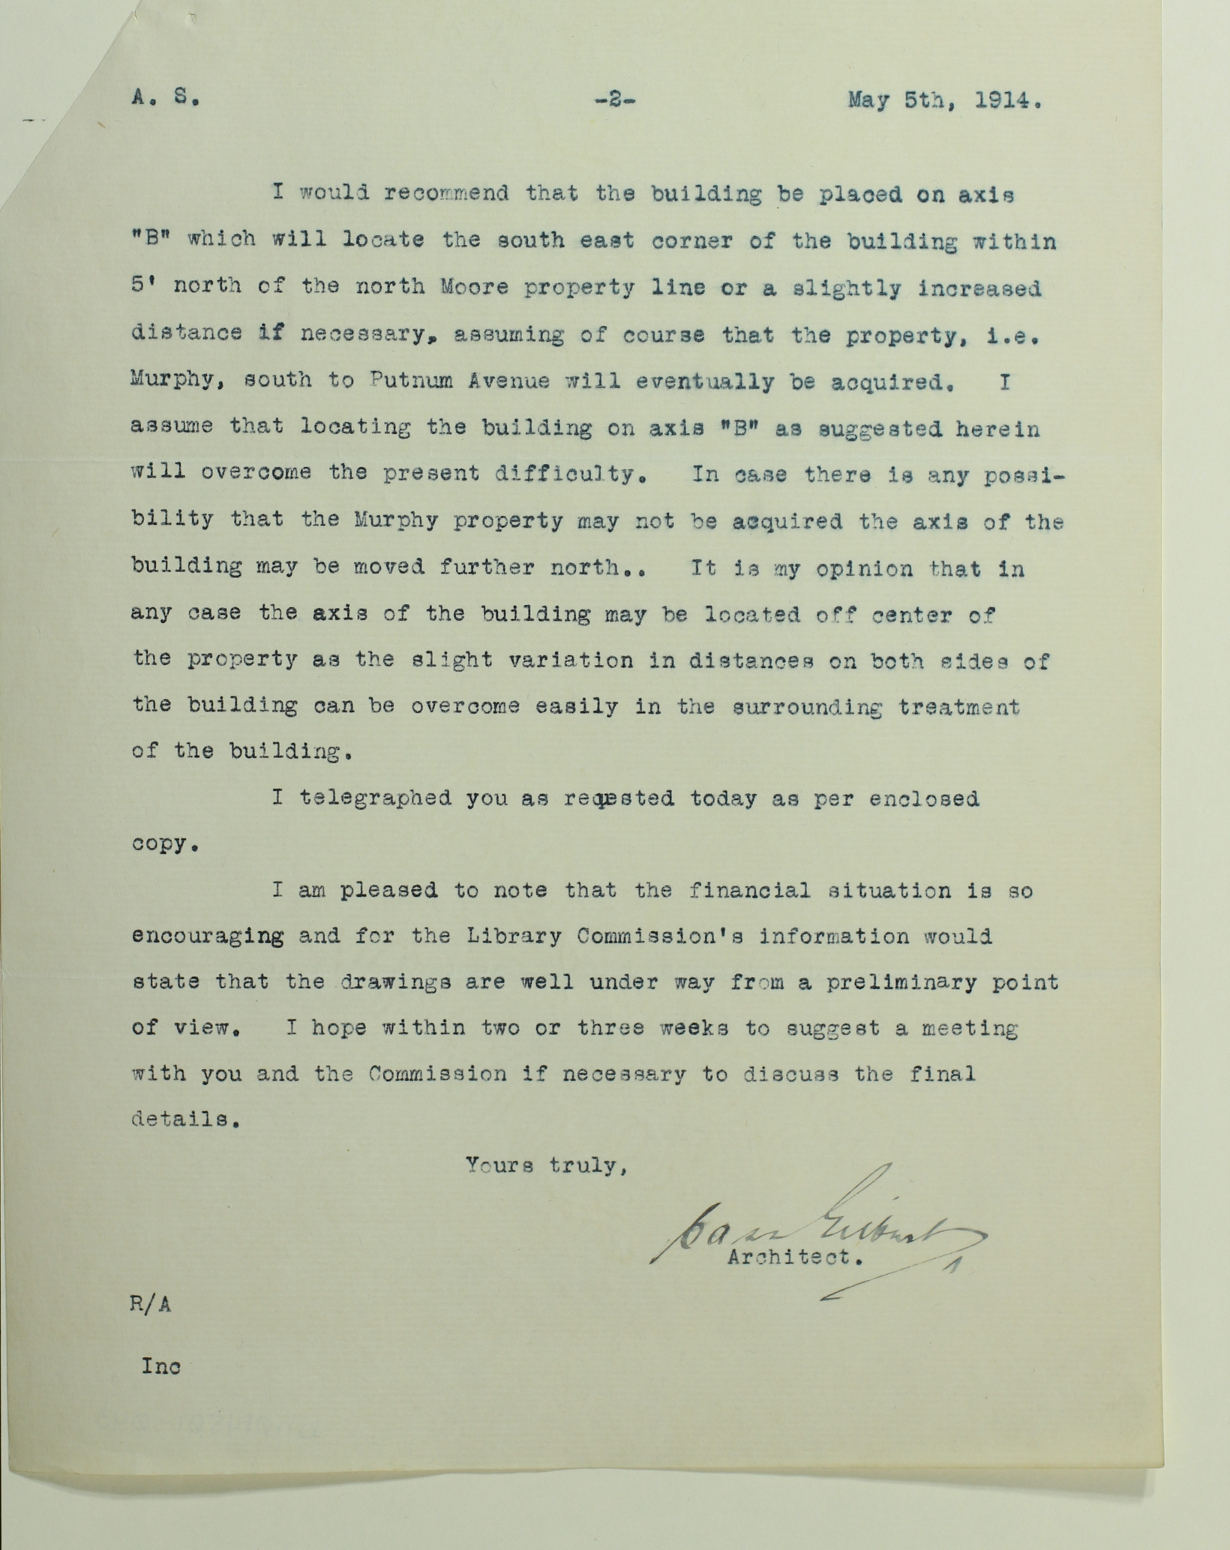 A. S. -2- May 5th, 1914.
I would recommend that the building be placed on axis
"B" which will locate the south east corner of the building within
5' north of the north Moore property line or a slightly increased
distance if necessary, assuming of course that the property, i.e.
Murphy, south to Putnum Avenue will eventually be acquired. I
assume that locating the building on axis "B" as suggested herein
will overcome the present difficulty. In case there is any possi-
bility that the Murphy property may not be acquired the axis of the
building may be moved further north.. It is my opinion that in
any case the axis of the building may be located off center of
the property as the slight variation in distances on both sides of
the building can be overcome easily in the surrounding treatment
of the building.
I telegraphed you as requested today as per enclosed
copy.
I am pleased to note that the financial situation is so
encouraging and for the Library Commission's information would
state that the drawings are well under way from a preliminary point
of view. I hope within two or three weeks to suggest a meeting
with you and the Commission if necessary to discuss the final
details.
Yours truly,
Cass Gilbert
Architect.
R/A
Inc